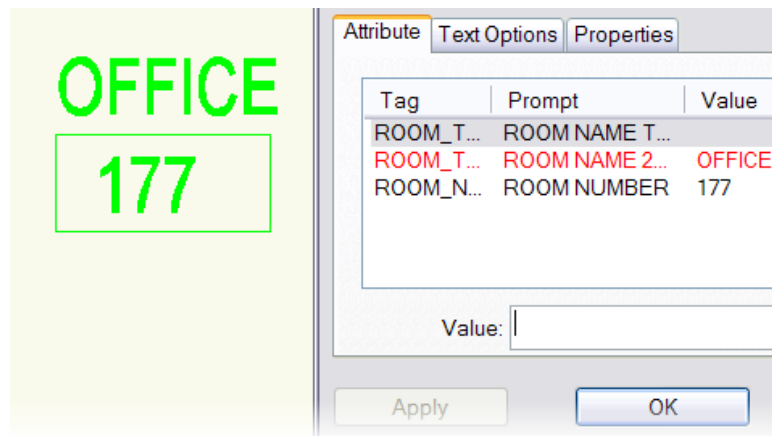 OFFICE
177
Attribute Text Options Properties
Tag Prompt Value
ROOM_T... ROOM NAME T...
ROOM_T... ROOM NAME 2... OFFICE
ROOM_N... ROOM NUMBER 177
Value:
Apply OK